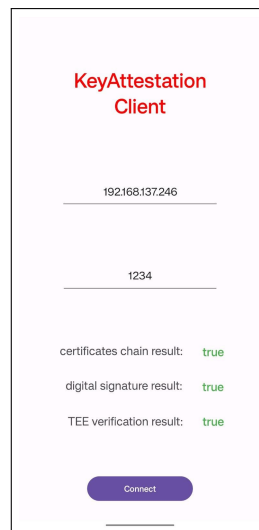 KeyAttestation
Client
192.168.137.246
1234
certificates chain result: true
digital signature result: true
TEE verification result: true
Connect